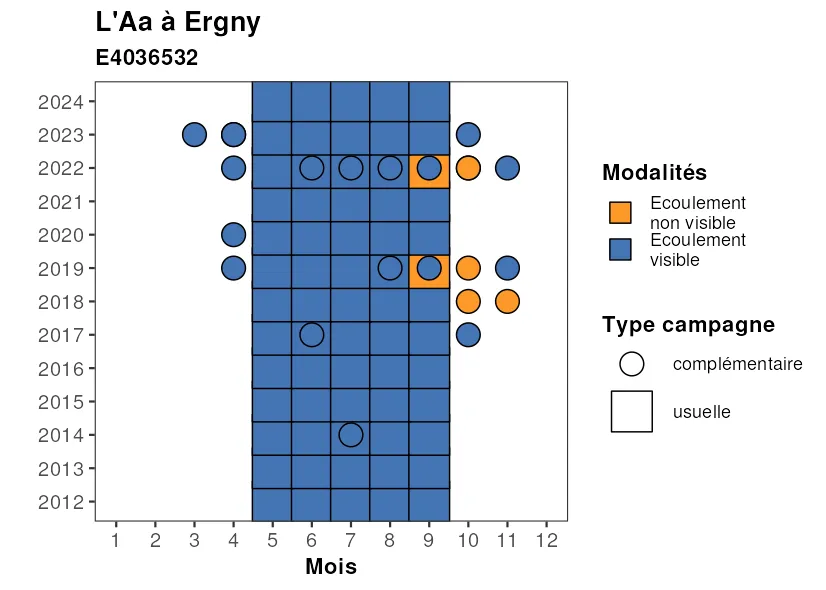 L'Aa à Ergny
E4036532
2024
2023
2022
2021
2020
2019
2018
2017
2016
2015
2014
2013
2012
1 2 3 4 5 6 7 8 9 10 11 12
Mois
Modalités
Ecoulement
non visible
Ecoulement
visible
Type campagne
complémentaire
usuelle